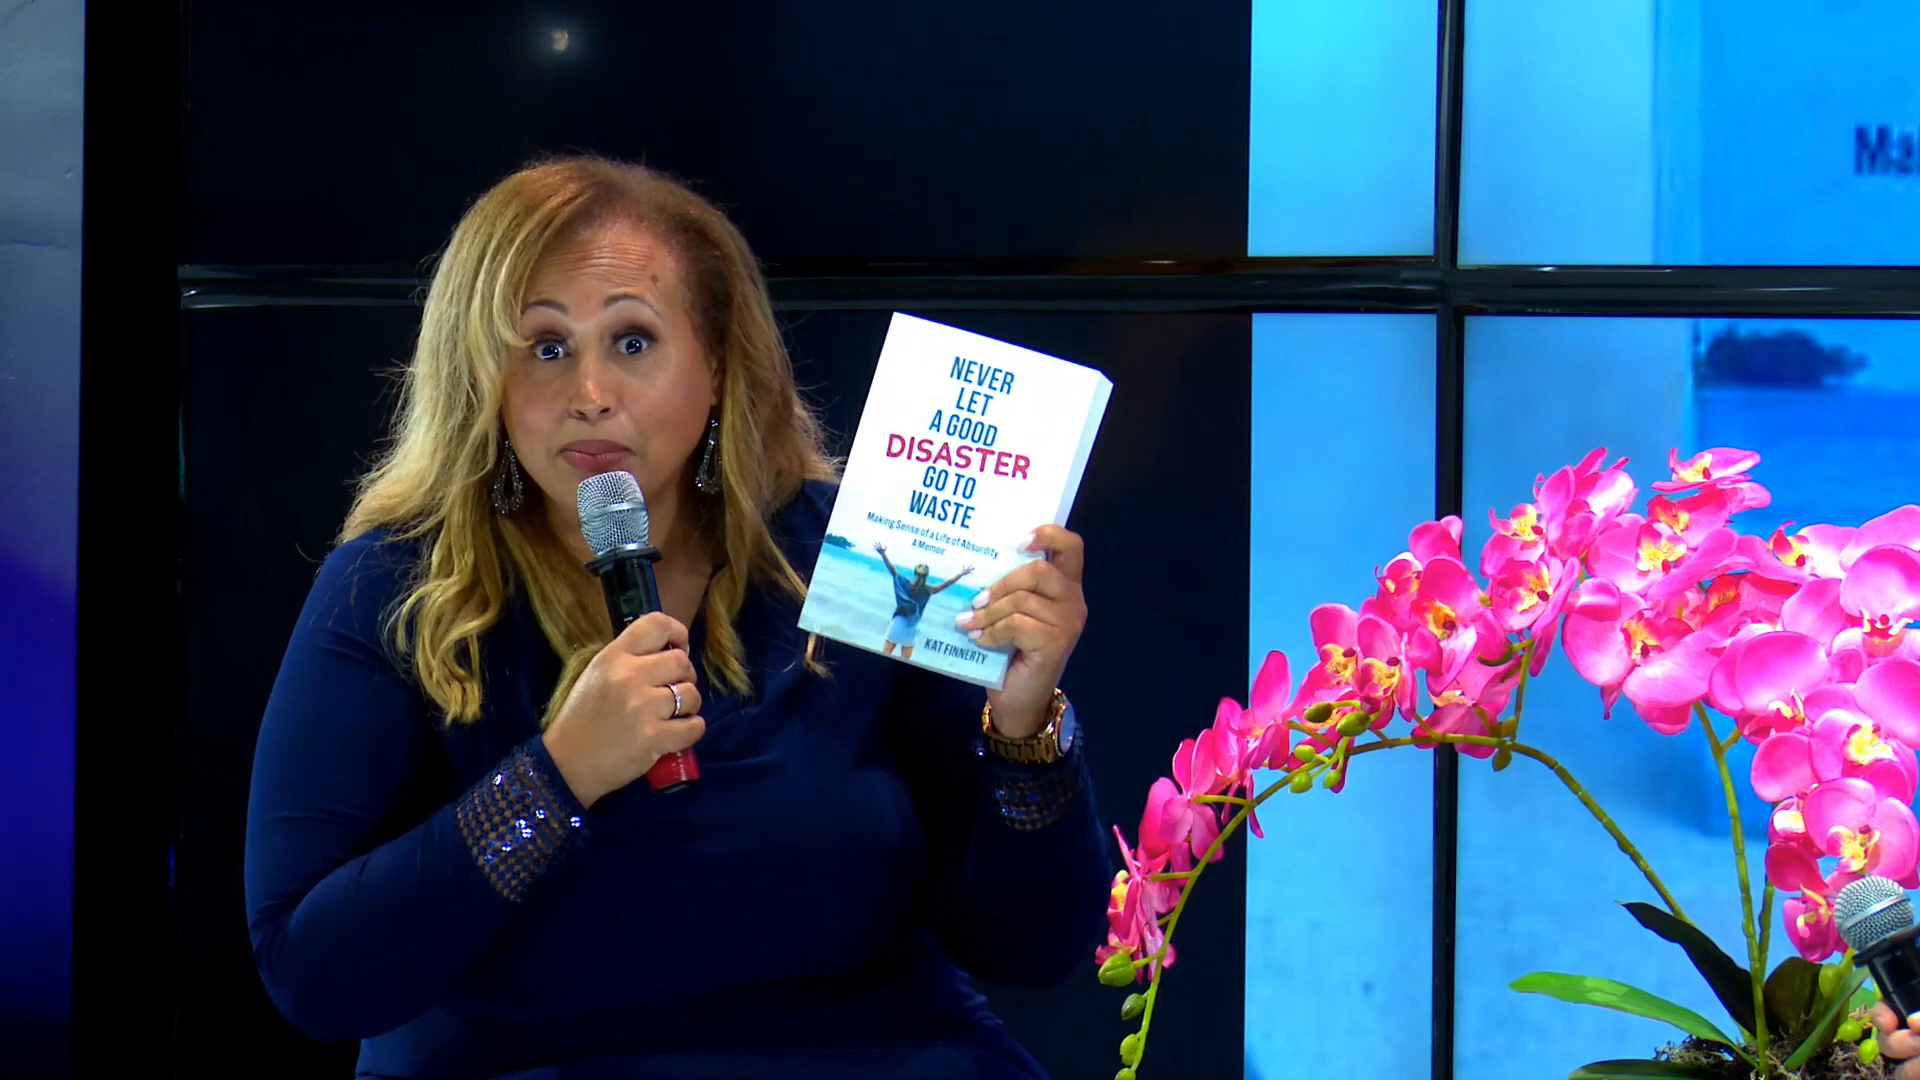 NEVER
LET
A GOOD
DISASTER
GO TO
WASTE
Making Sense of a Life of Absurdity
A Memoir
KAT FINNERTY